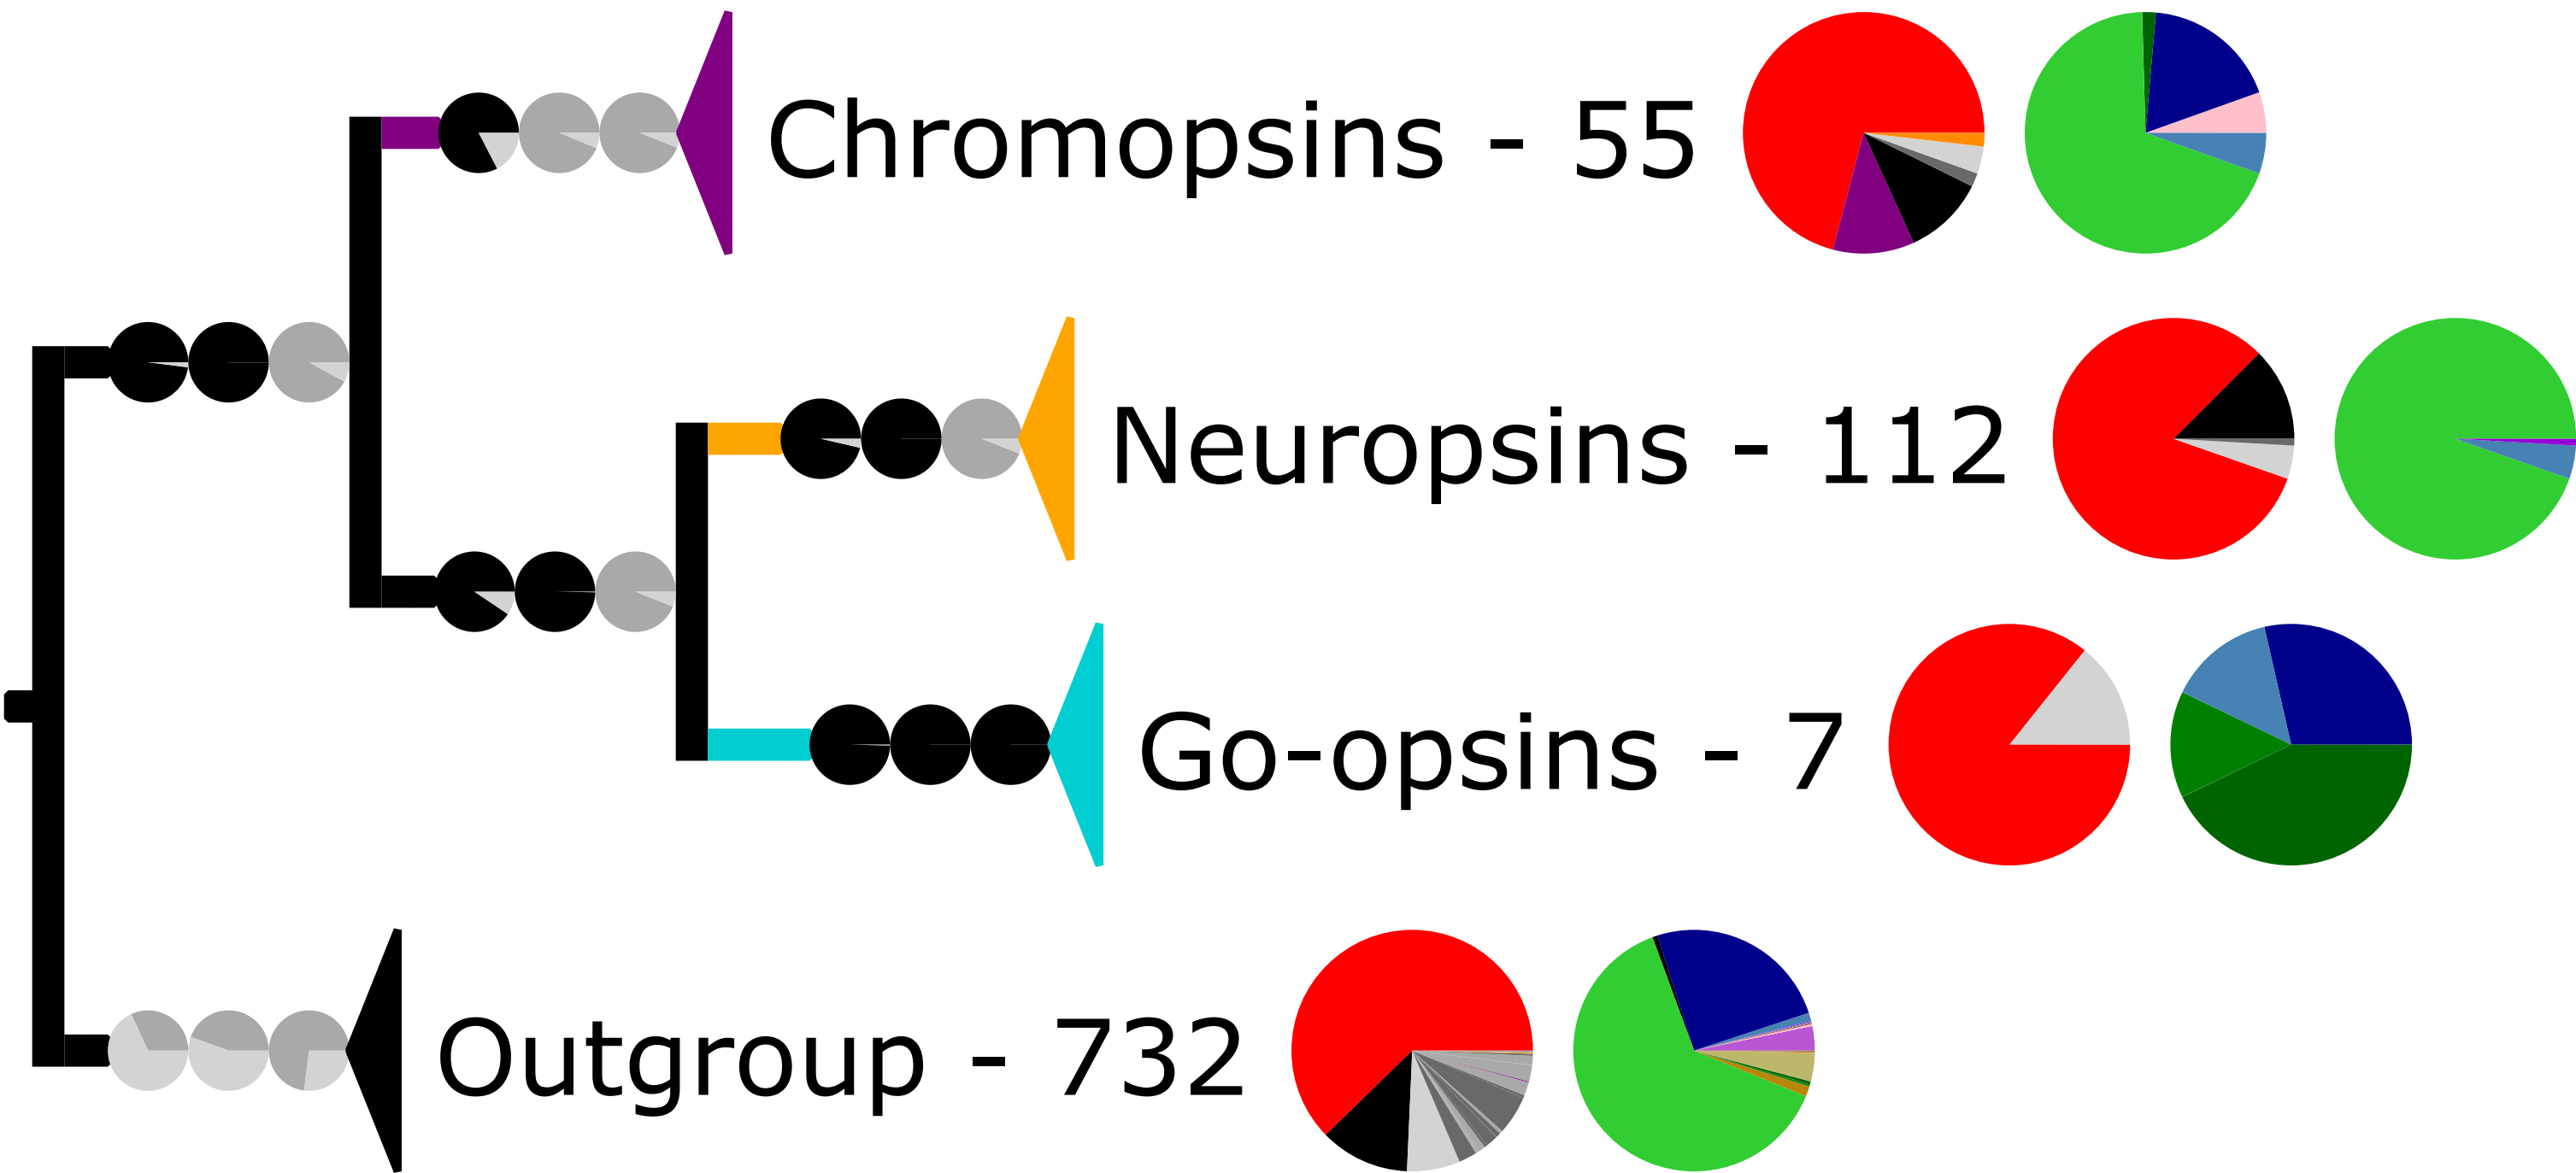 Chromopsins - 55
Neuropsins - 112
Go-opsins - 7
Outgroup - 732